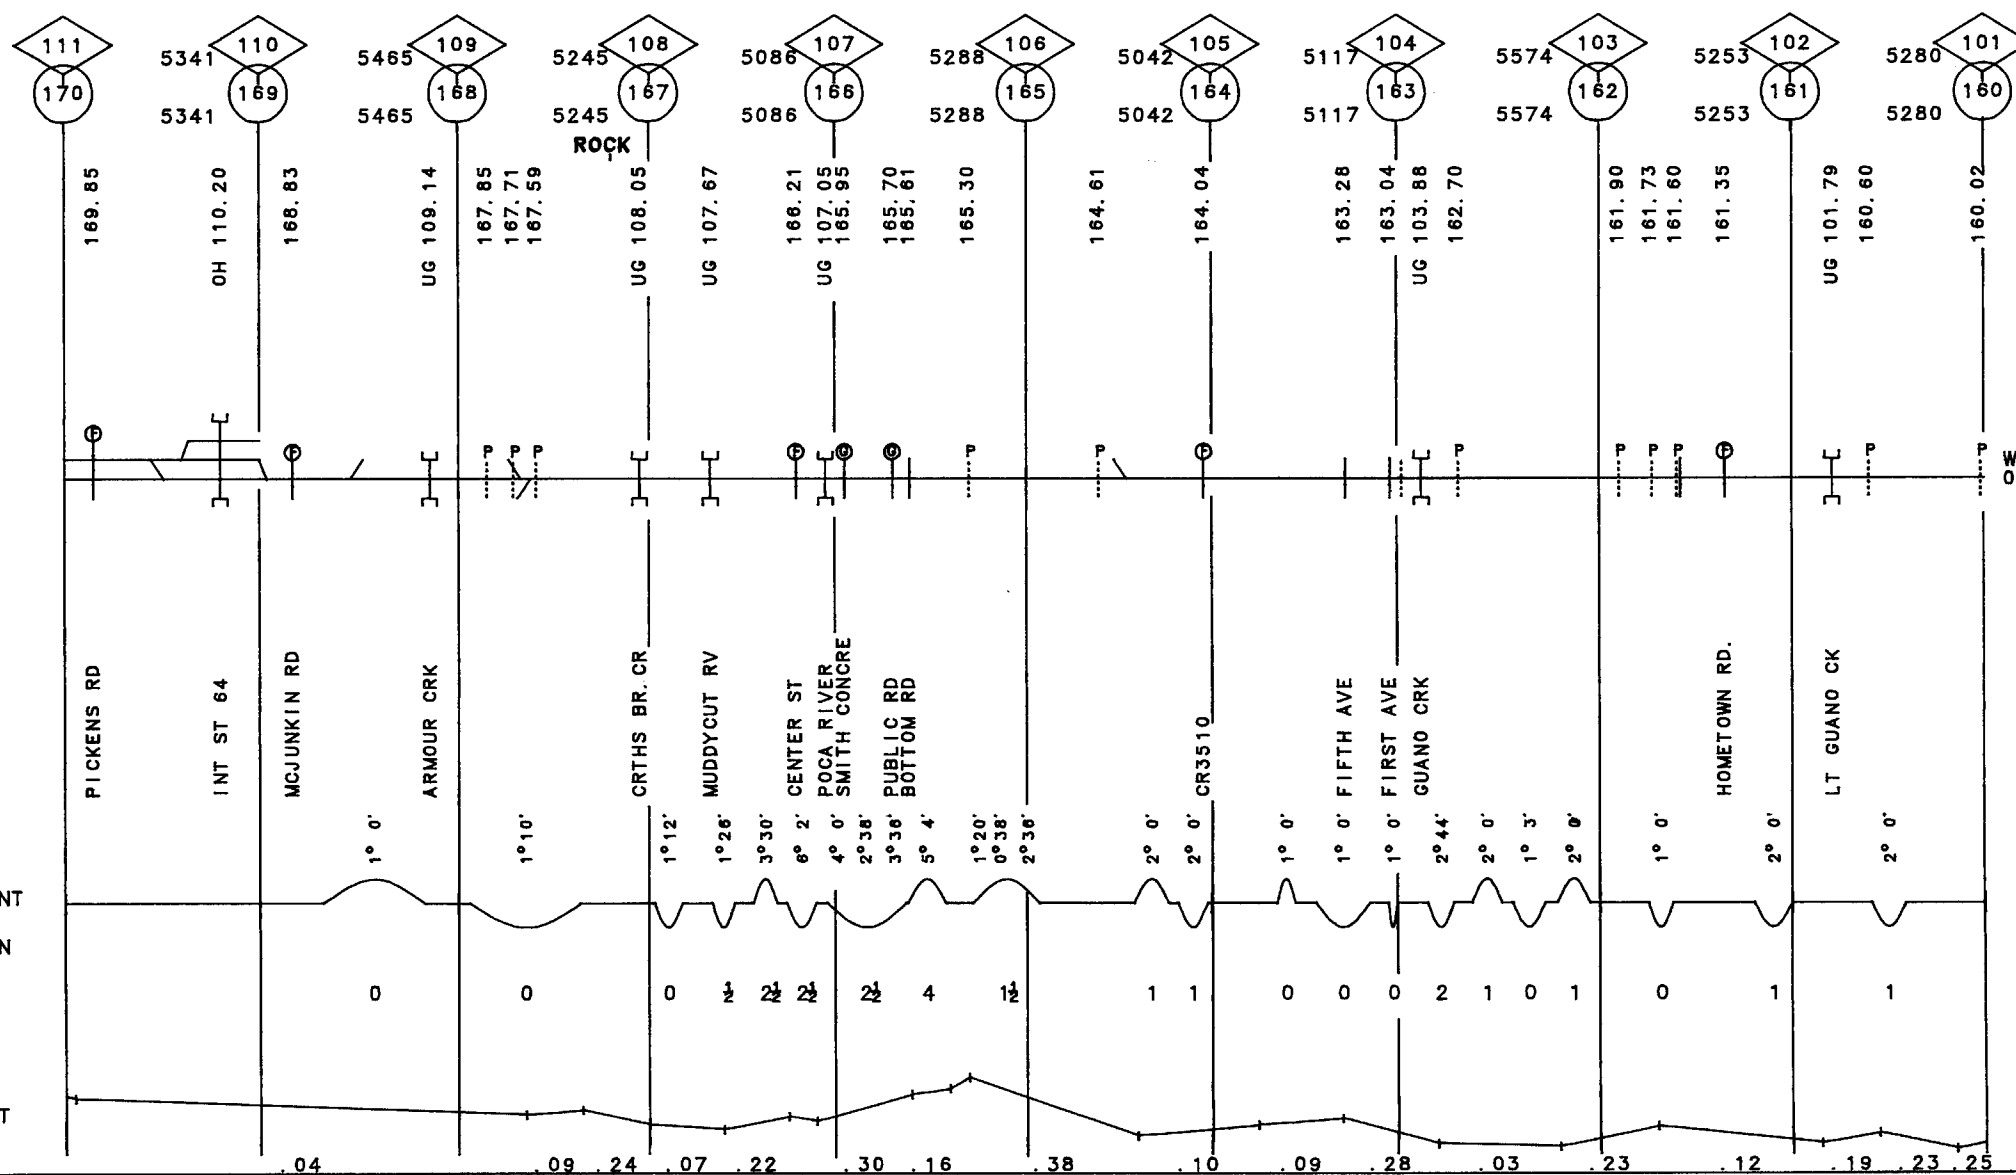 111 110 109 108 107 106 105 104 103 102 101
5341 5465 5245 5086 5288 5042 5117 5574 5253 5280
170 169 168 167 166 165 164 163 162 161 160
5341 5465 5245 5086 5288 5042 5117 5574 5253 5280
ROCK
169.85
OH 110.20
168.83
UG 109.14
167.85
167.71
167.59
UG 108.05
UG 107.67
166.21
UG 107.05
165.95
165.70
165.61
165.30
164.61
164.04
163.28
163.04
UG 103.88
162.70
161.90
161.73
161.60
161.35
UG 101.79
160.60
160.02
F F P P P F G G P P F P P P P F P P
W
O
PICKENS RD
INT ST 64
MCJUNKIN RD
ARMOUR CRK
CRTHS BR. CR
MUDDYCUT RV
CENTER ST
POCA RIVER
SMITH CONCRE
PUBLIC RD
BOTTOM RD
CR3510
FIFTH AVE
FIRST AVE
GUANO CRK
HOMETOWN RD.
LT GUANO CK
1° 0' 1°10' 1°12' 1°26' 3°30' 6° 2' 4° 0' 2°38' 3°36' 5° 4' 1°20' 0°38' 2°36' 2° 0' 2° 0' 1° 0' 1° 0' 1° 0' 2°44' 2° 0' 1° 3' 2° 0' 1° 0' 2° 0' 2° 0'
NT
N
0 0 0 ½ 2½ 2½ 2½ 4 1½ 1 1 0 0 0 2 1 0 1 0 1 1
T
.04 .09 .24 .07 .22 .30 .16 .38 .10 .09 .28 .03 .23 .12 .19 .23 .25